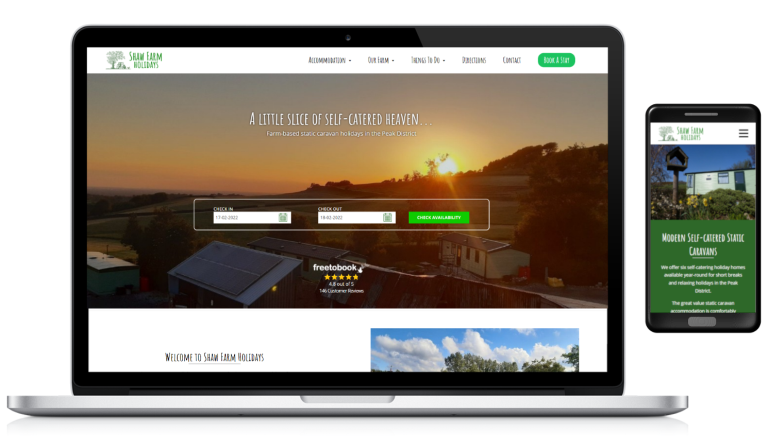 SHAW FARM
HOLIDAYS
ACCOMMODATION
OUR FARM
THINGS TO DO
DIRECTIONS
CONTACT
BOOK A STAY
A LITTLE SLICE OF SELF-CATERED HEAVEN...
Farm-based static caravan holidays in the Peak District
CHECK IN
CHECK OUT
17-02-2022
18-02-2022
CHECK AVAILABILITY
freetobook
4.8 out of 5
146 Customer Reviews
WELCOME TO SHAW FARM HOLIDAYS
SHAW FARM
HOLIDAYS
MODERN SELF-CATERED STATIC
CARAVANS
We offer six self-catering holiday homes
available year-round for short breaks
and relaxing holidays in the Peak
District.
The great value static caravan
accommodation is comfortably